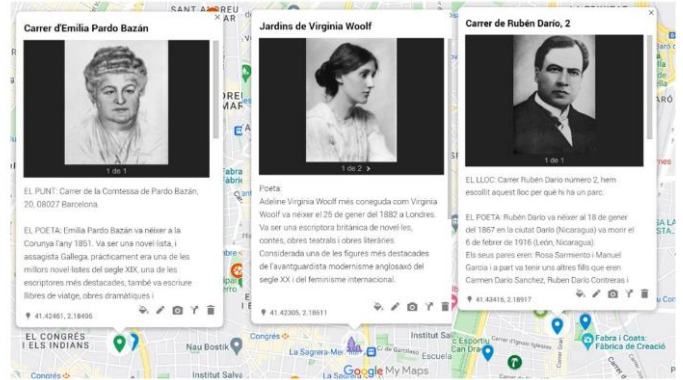 SANT ANDREU
Carrer d'Emilia Pardo Bazán
1 de 1
EL PUNT: Carrer de la Comtessa de Pardo Bazán,
20, 08027 Barcelona.
EL POETA: Emilia Pardo Bazán va néixer a la
Corunya l'any 1851. Va ser una novel·lista, i
assagista Gallega, pràcticament era una de les
millors novel·listes del segle XIX, una de les
escriptores més destacades, també va escriure
llibres de viatge, obres dramàtiques i
41.42461, 2.18496
EL CONGRÉS
I ELS INDIANS
Nau Bostik
Congrés
Jardins de Virginia Woolf
1 de 2
Poeta:
Adeline Virginia Woolf més coneguda com Virginia
Woolf va néixer el 25 de gener del 1882 a Londres.
Va ser una escriptora britànica de novel·les,
contes, obres teatrals i obres literàries.
Considerada una de les figures més destacades
de l'avantguardista modernisme anglosaxó del
segle XX i del feminisme internacional.
41.42305, 2.18511
Congrés
La Sagrera-Mer
Institut Sa
Escuela
Google My Maps
Carrer de Rubén Darío, 2
1 de 1
EL LLOC: Carrer Rubén Darío número 2, hem
escollit aquest lloc per què hi ha un parc.
EL POETA: Rubén Darío va néixer al 18 de gener
del 1867 en la ciutat Darío (Nicaragua) va morir el
6 de febrer de 1916 (León, Nicaragua).
Els seus pares eren: Rosa Sarmiento i Manuel
Garcia i a part va tenir uns altres fills que eren
Carmen Darío Sanchez, Ruben Darío Contreras i
41.43416, 2.18917
Fabra i Coats:
Fàbrica de Creació